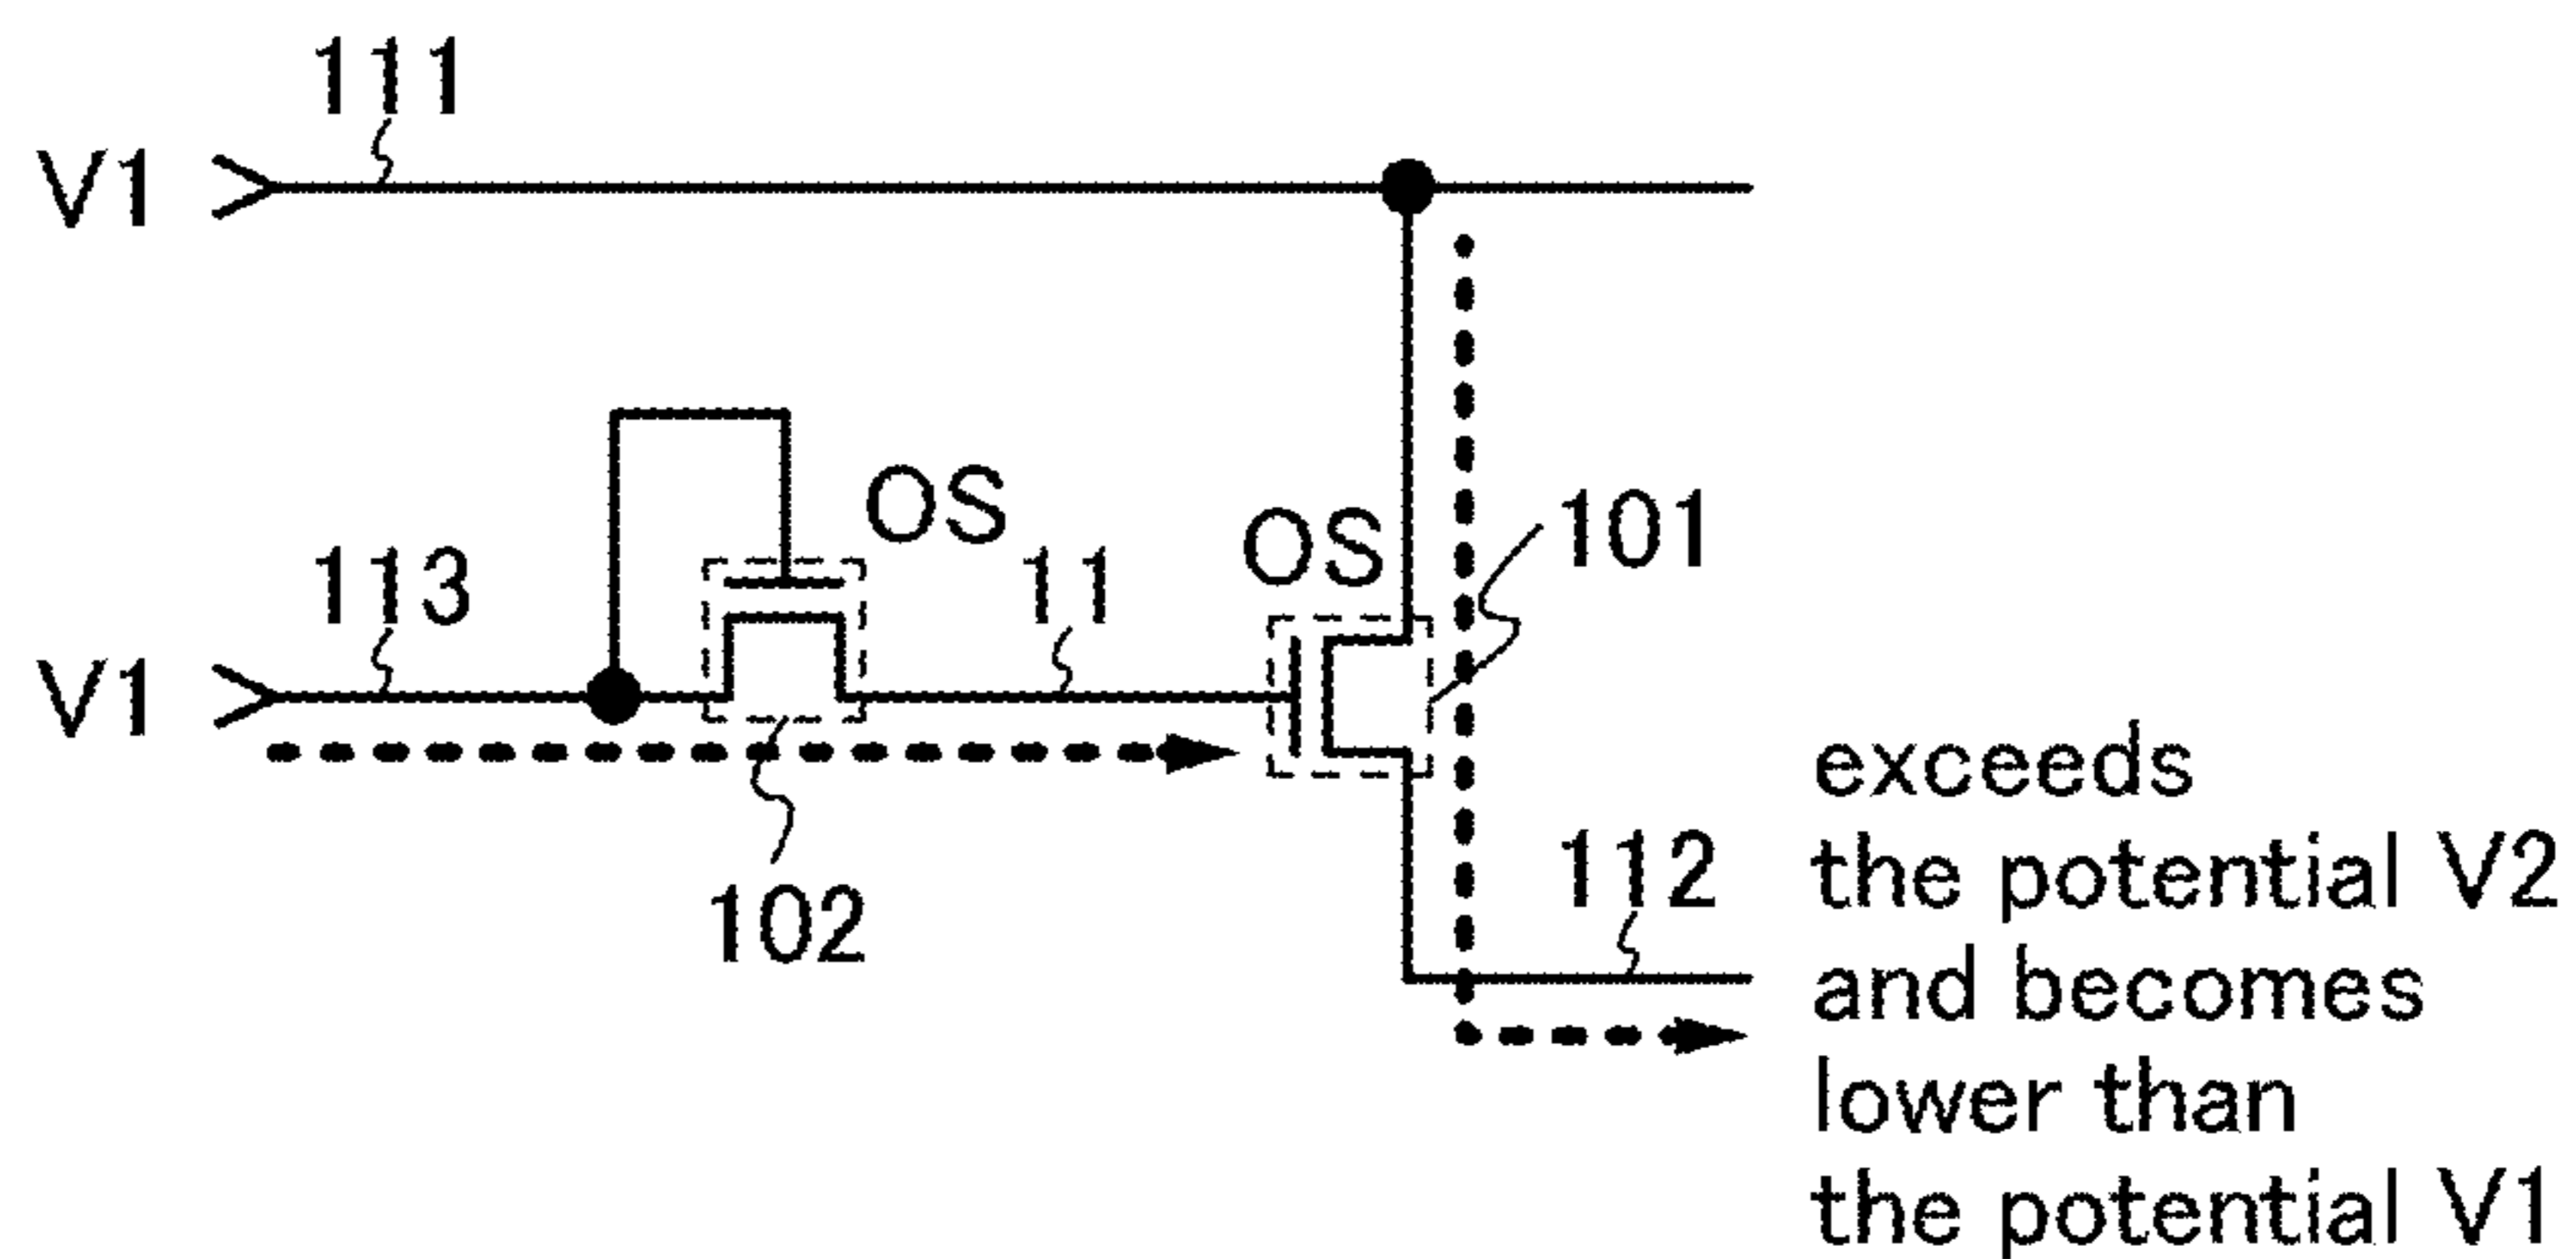 111
V1
OS
OS
101
113
11
V1
102
112
exceeds
the potential V2
and becomes
lower than
the potential V1